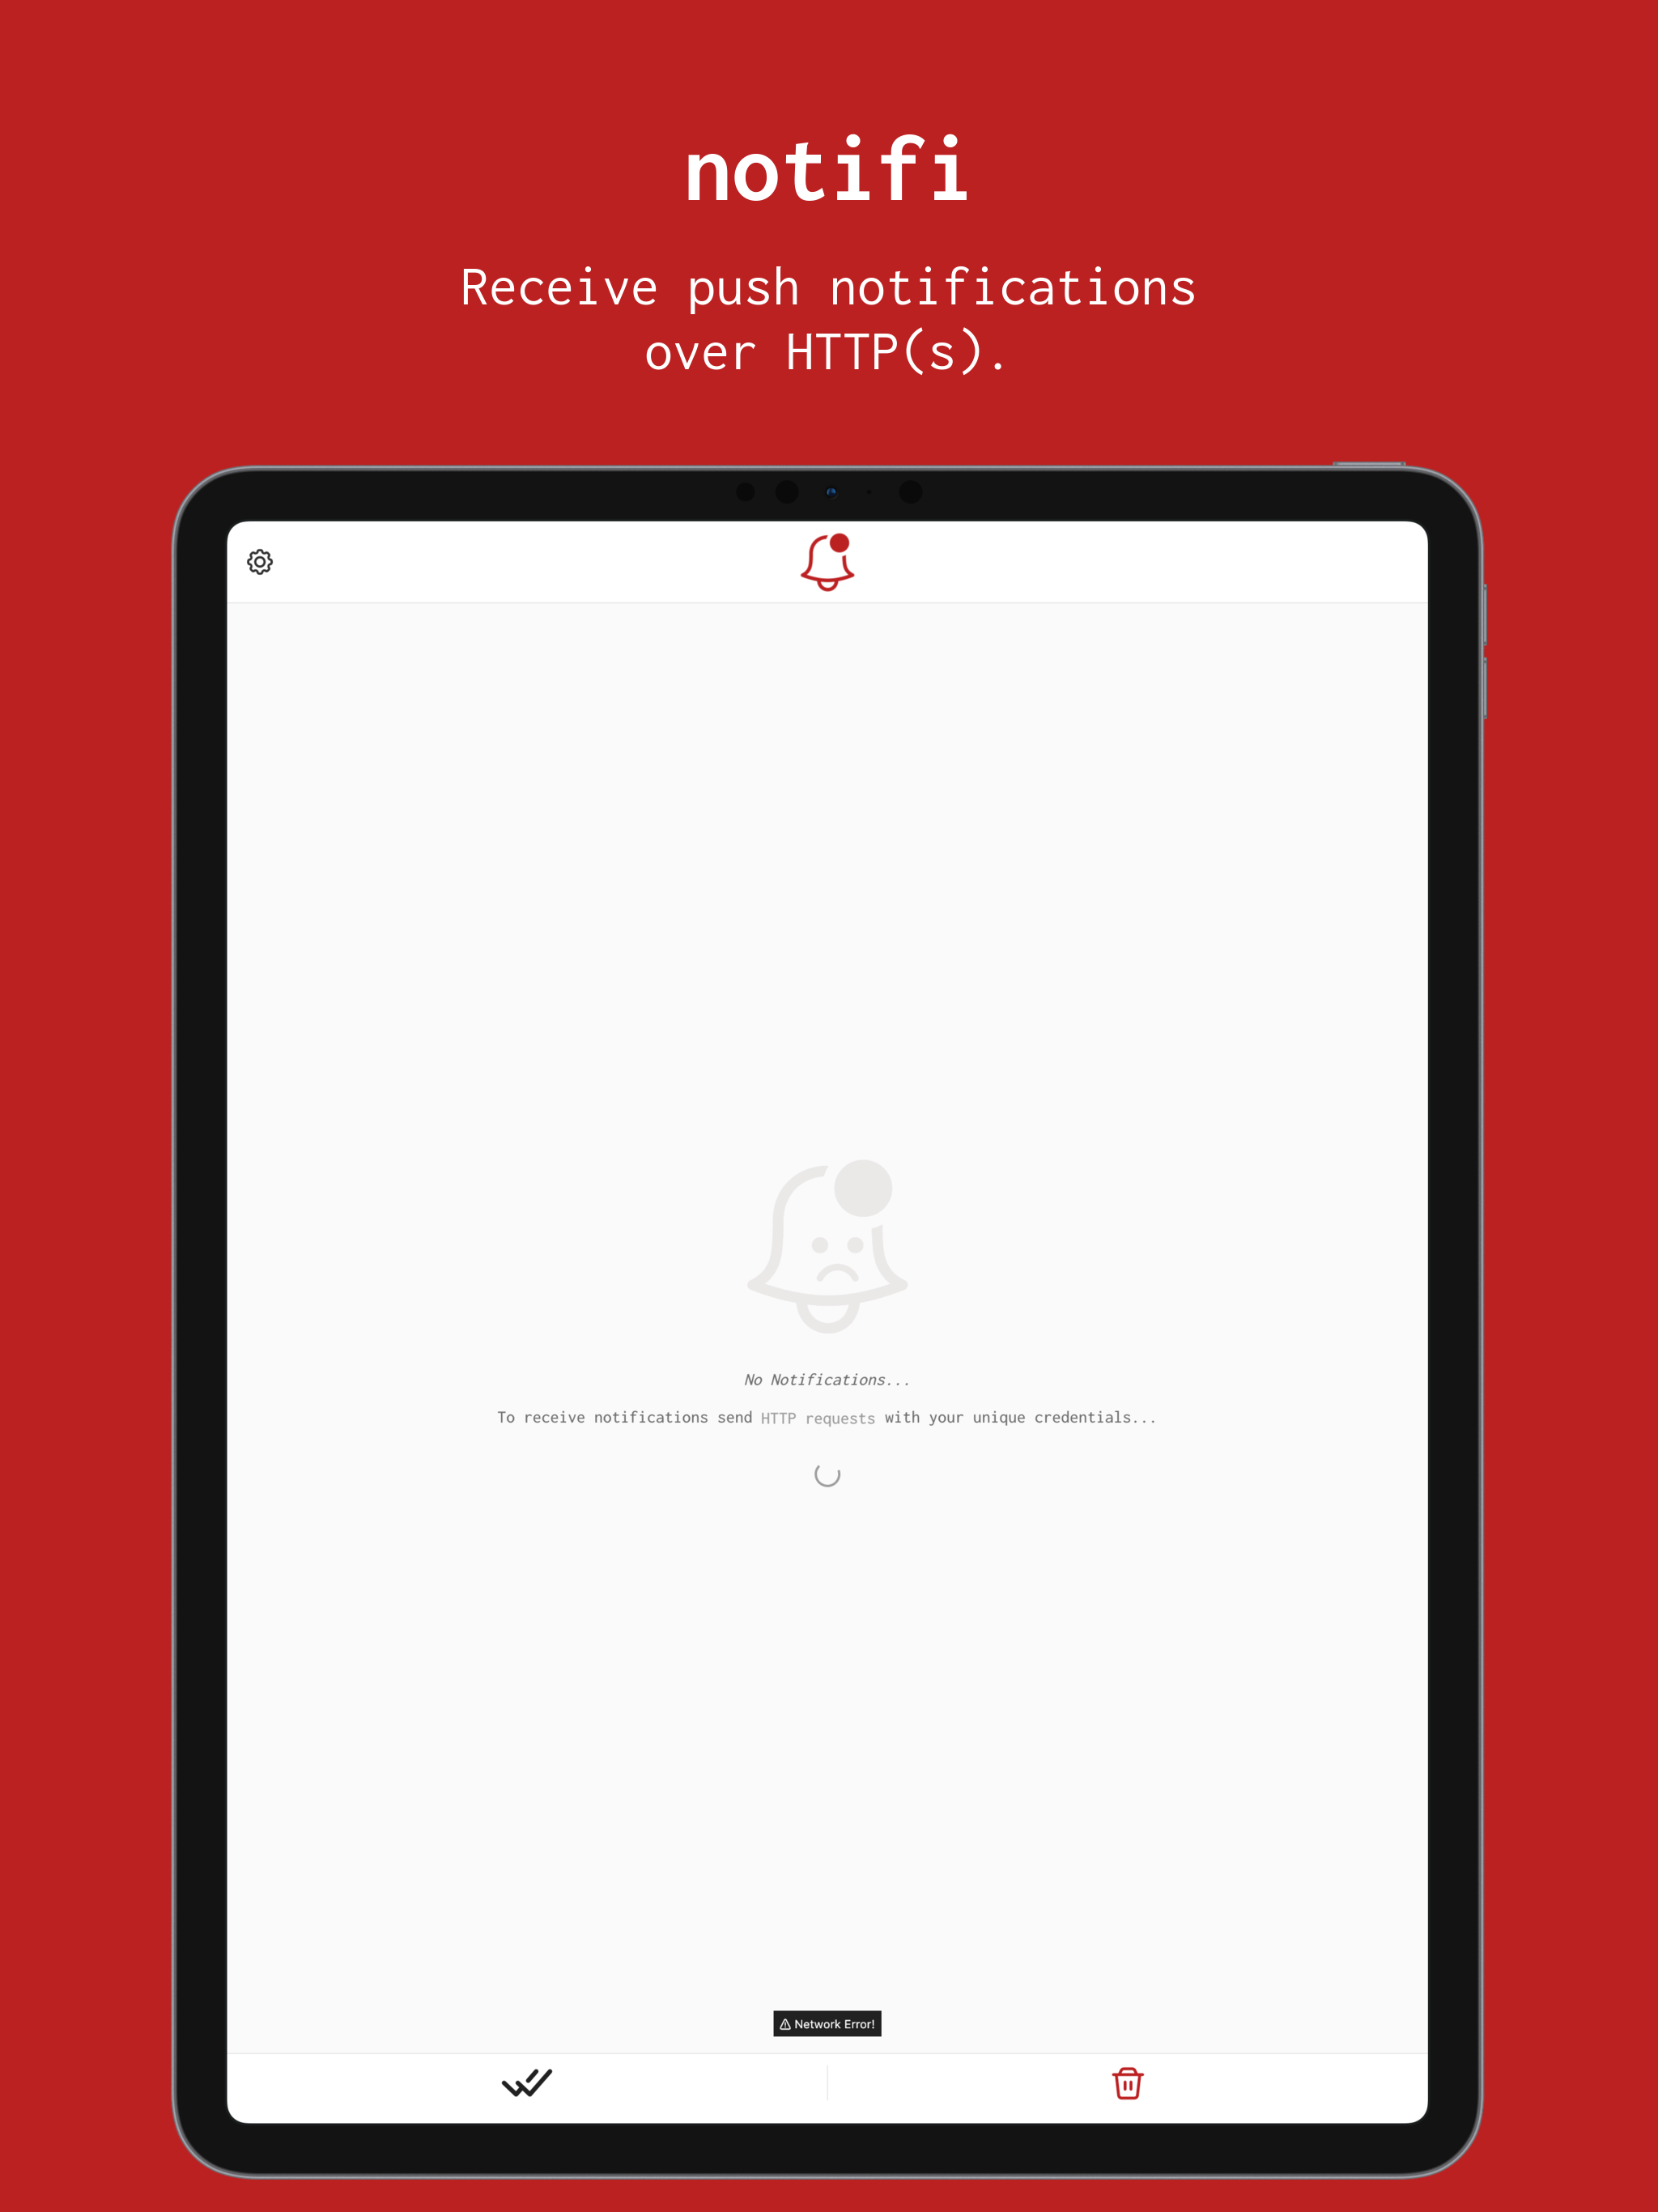 notifi
Receive push notifications
over HTTP(s).
No Notifications...
To receive notifications send HTTP requests with your unique credentials...
Network Error!